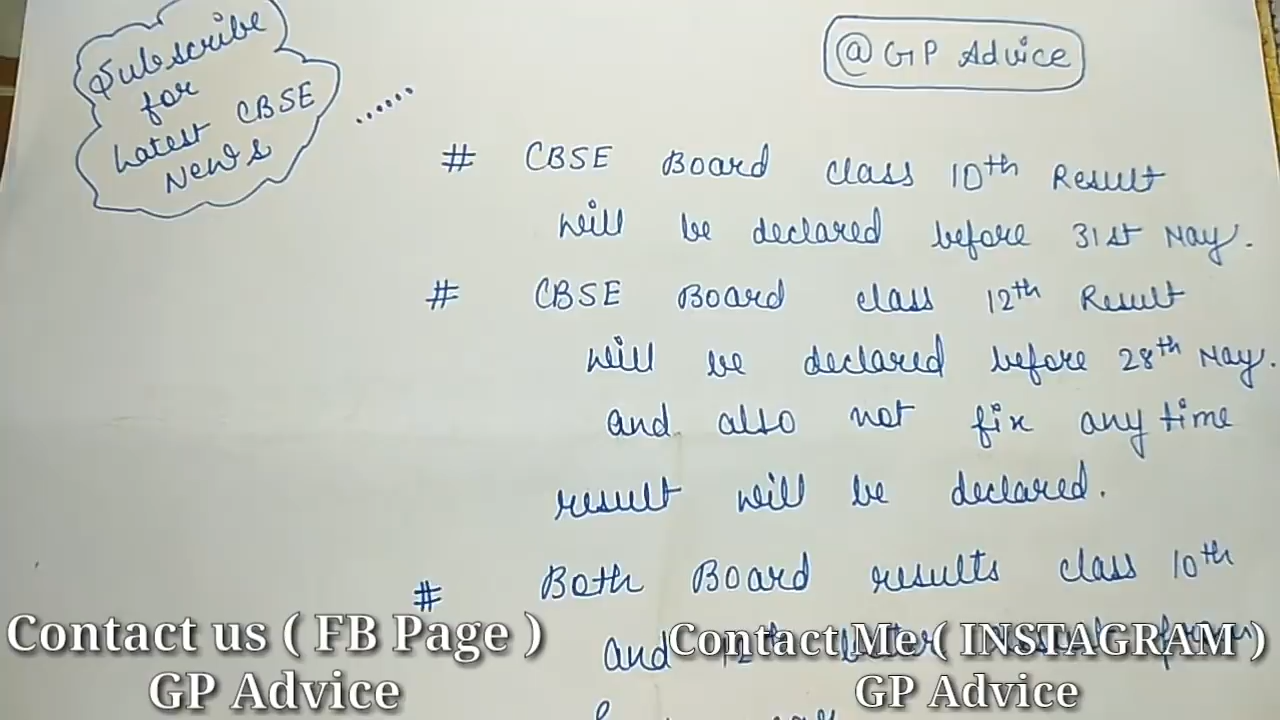 Subscribe
for
Latest CBSE
News
@ GP Advice
# CBSE Board class 10th Result
will be declared before 31st May.
# CBSE Board class 12th Result
will be declared before 28th May.
and also not fix any time
result will be declared.
# Both Board results class 10th
and 12th better
Contact us ( FB Page )
GP Advice
Contact Me ( INSTAGRAM )
GP Advice